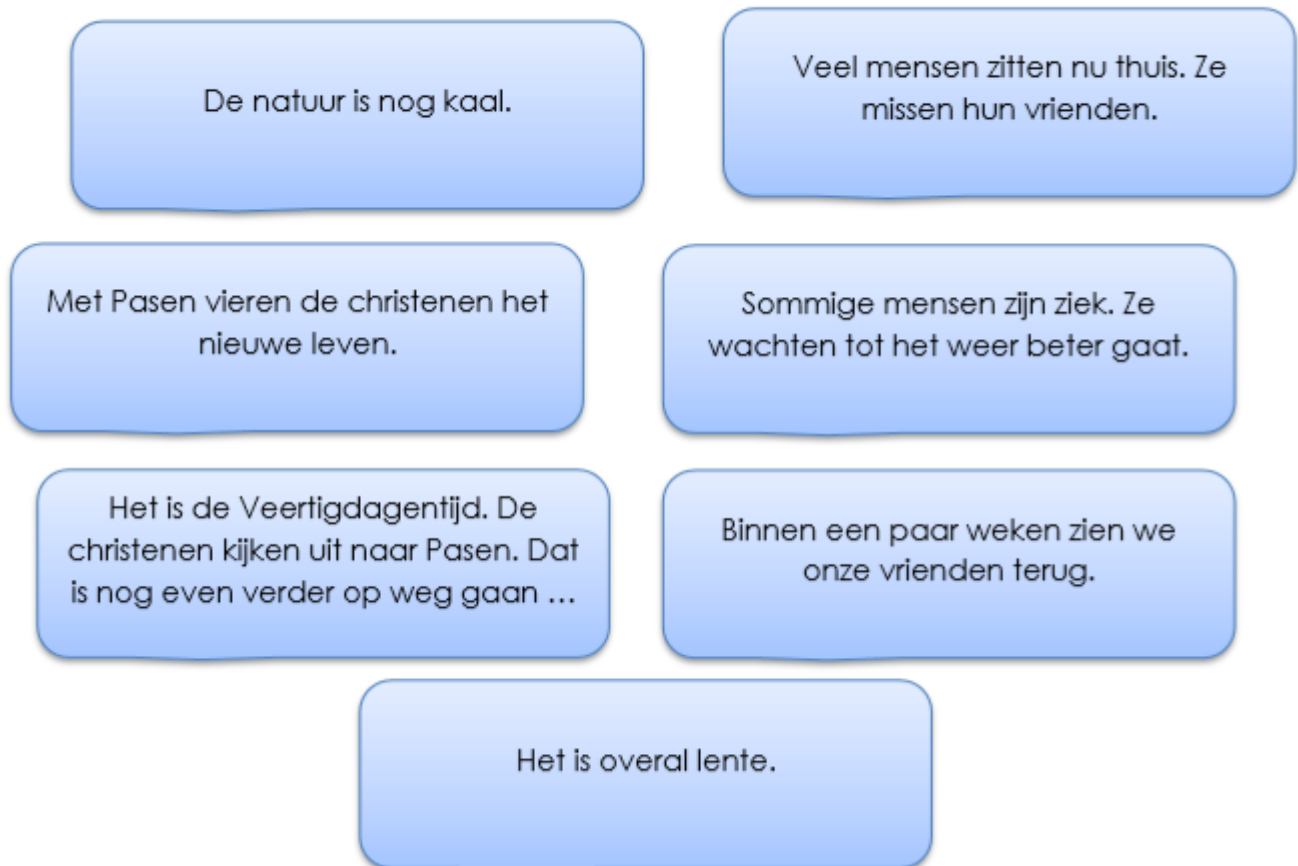 De natuur is nog kaal.
Veel mensen zitten nu thuis. Ze
missen hun vrienden.
Met Pasen vieren de christenen het
nieuwe leven.
Sommige mensen zijn ziek. Ze
wachten tot het weer beter gaat.
Het is de Veertigdagentijd. De
christenen kijken uit naar Pasen. Dat
is nog even verder op weg gaan ...
Binnen een paar weken zien we
onze vrienden terug.
Het is overal lente.